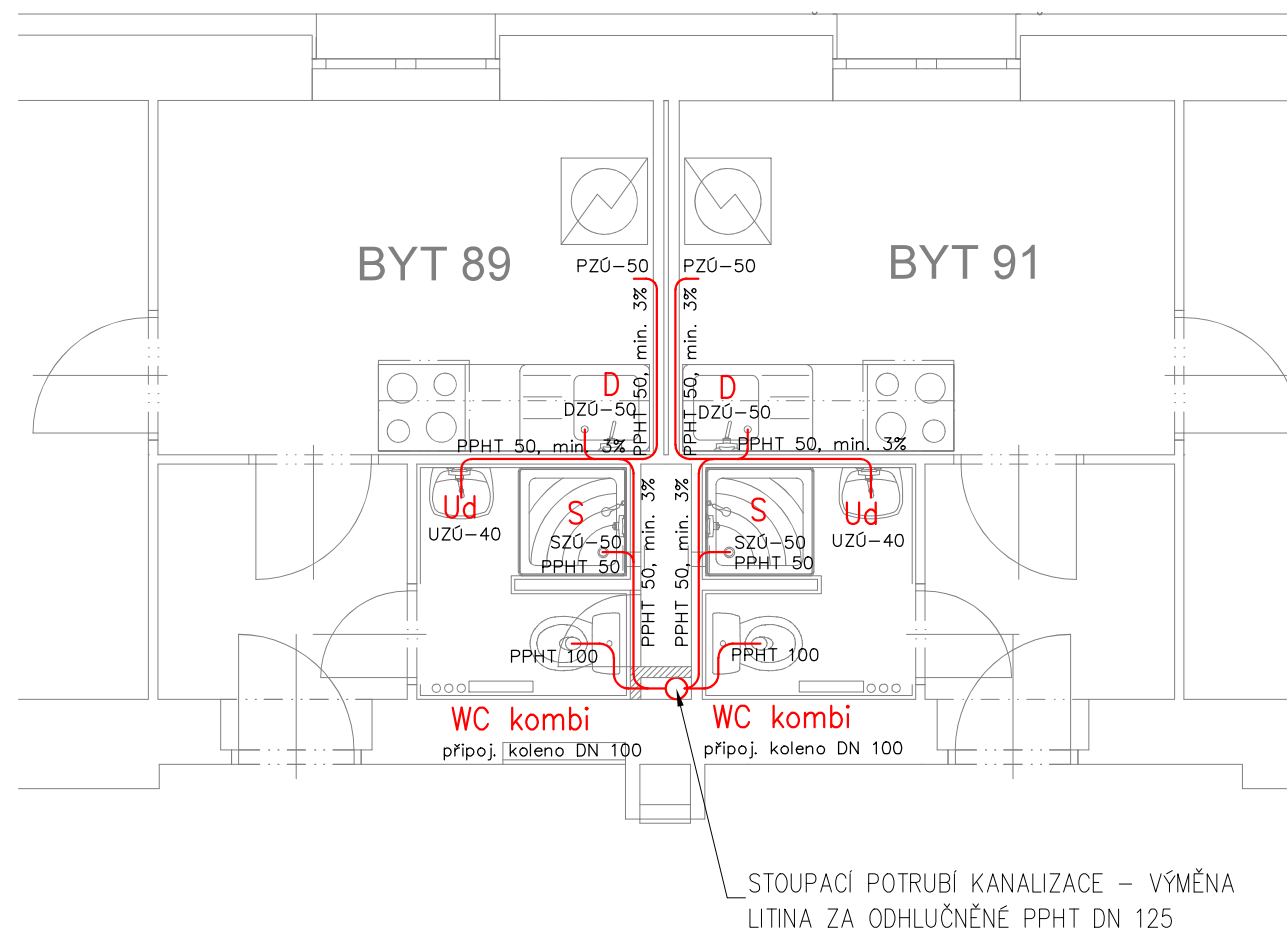 BYT 89
BYT 91
PZÚ-50
PZÚ-50
PPHT 50, min. 3%
PPHT 50, min. 3%
D
D
DZÚ-50
DZÚ-50
PPHT 50, min. 3%
PPHT 50, min. 3%
Ud
S
S
Ud
UZÚ-40
SZÚ-50
SZÚ-50
UZÚ-40
PPHT 50
PPHT 50
PPHT 50, min. 3%
PPHT 50, min. 3%
PPHT 100
PPHT 100
WC kombi
připoj. koleno DN 100
WC kombi
připoj. koleno DN 100
STOUPACÍ POTRUBÍ KANALIZACE – VÝMĚNA
LITINA ZA ODHLUČNĚNÉ PPHT DN 125